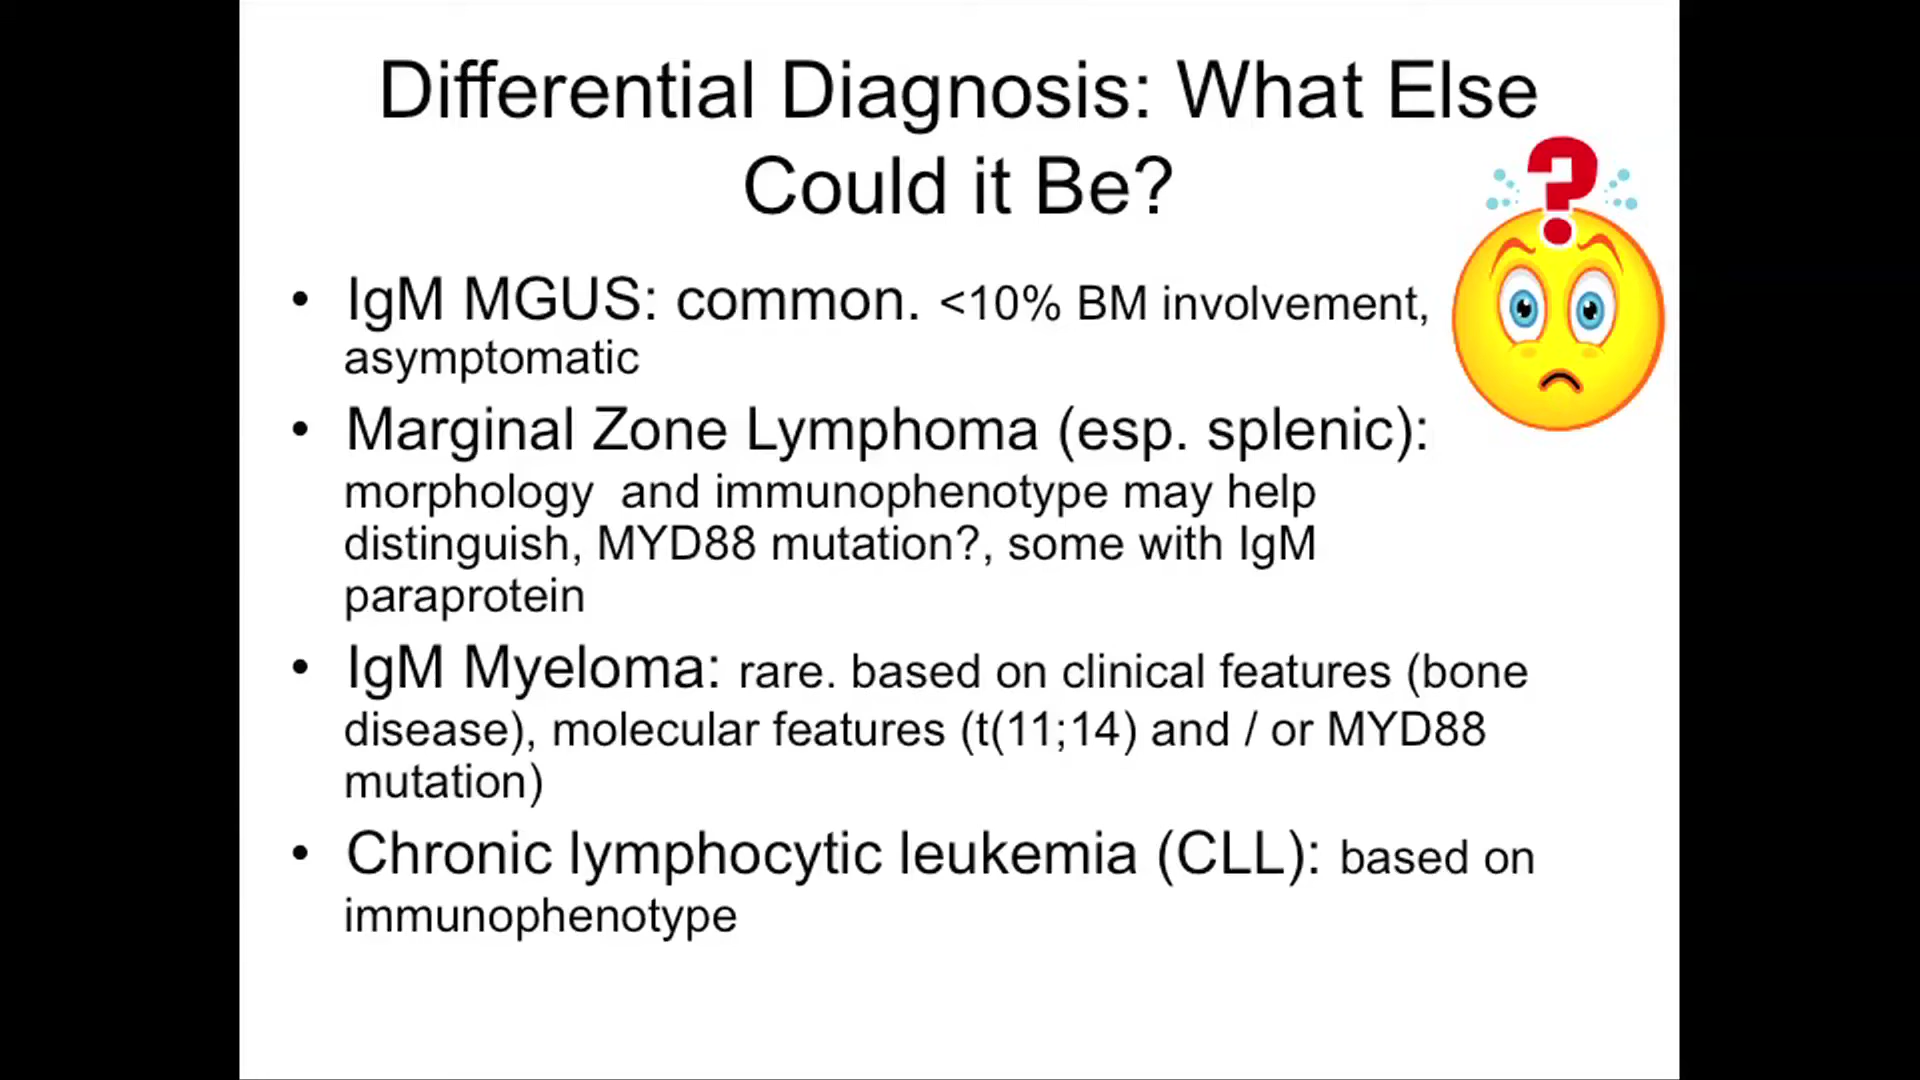 Differential Diagnosis: What Else
Could it Be?
• IgM MGUS: common. <10% BM involvement,
asymptomatic
• Marginal Zone Lymphoma (esp. splenic):
morphology  and immunophenotype may help
distinguish, MYD88 mutation?, some with IgM
paraprotein
• IgM Myeloma: rare. based on clinical features (bone
disease), molecular features (t(11;14) and / or MYD88
mutation)
• Chronic lymphocytic leukemia (CLL): based on
immunophenotype
?